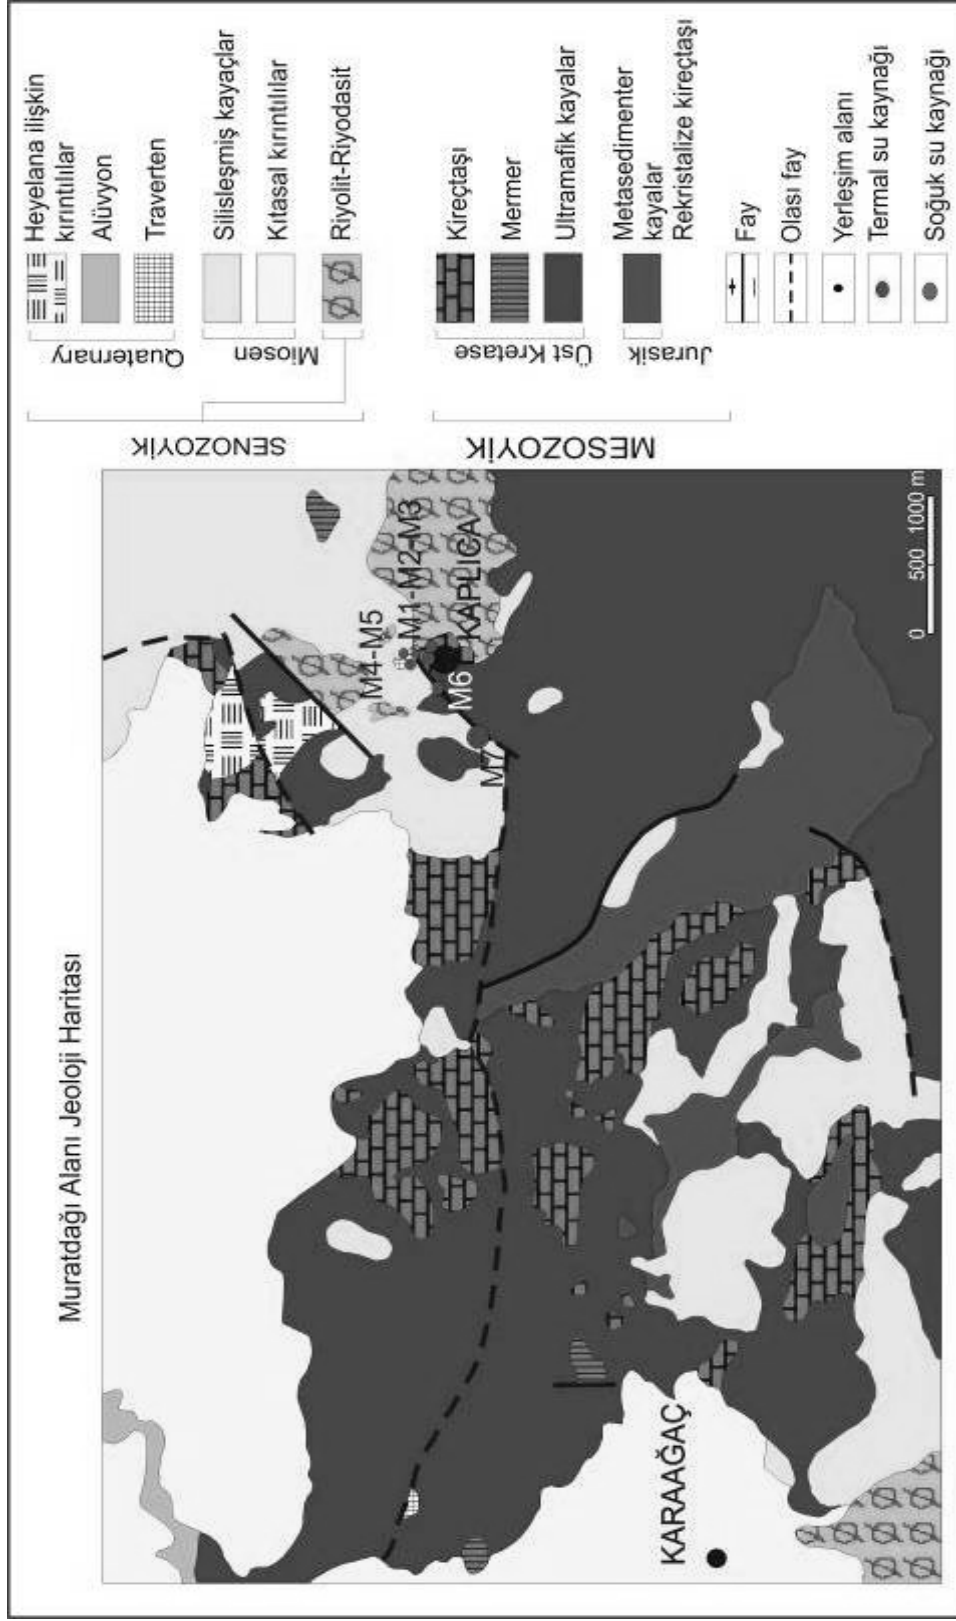 Muratdağı Alanı Jeoloji Haritası
M4-M5
M1-M2-M3
M6
KAPLICA
M7
KARAAĞAÇ
0 500 1000 m
SENOZOYİK
Quaternary
Heyelana ilişkin
kırıntılılar
Alüvyon
Traverten
Miosen
Silisleşmiş kayaçlar
Kıtasal kırıntılılar
Riyolit-Riyodasit
MESOZOYİK
Üst Kretase
Kireçtaşı
Mermer
Ultramafik kayalar
Jurasik
Metasedimenter
kayalar
Rekristalize kireçtaşı
Fay
Olası fay
Yerleşim alanı
Termal su kaynağı
Soğuk su kaynağı